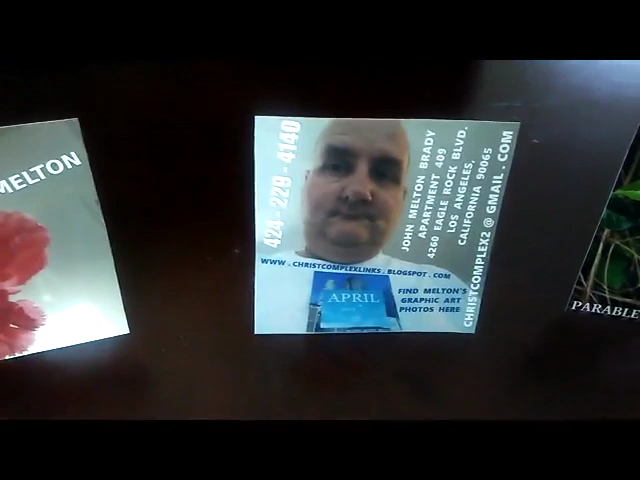 MELTON
424-229-4140
JOHN MELTON BRADY
APARTMENT 409
4260 EAGLE ROCK BLVD.
LOS ANGELES,
CALIFORNIA 90065
CHRISTCOMPLEX2 @ GMAIL . COM
WWW . CHRISTCOMPLEXLINKS . BLOGSPOT . COM
APRIL
FIND MELTON'S
GRAPHIC ART
PHOTOS HERE
PARABLE